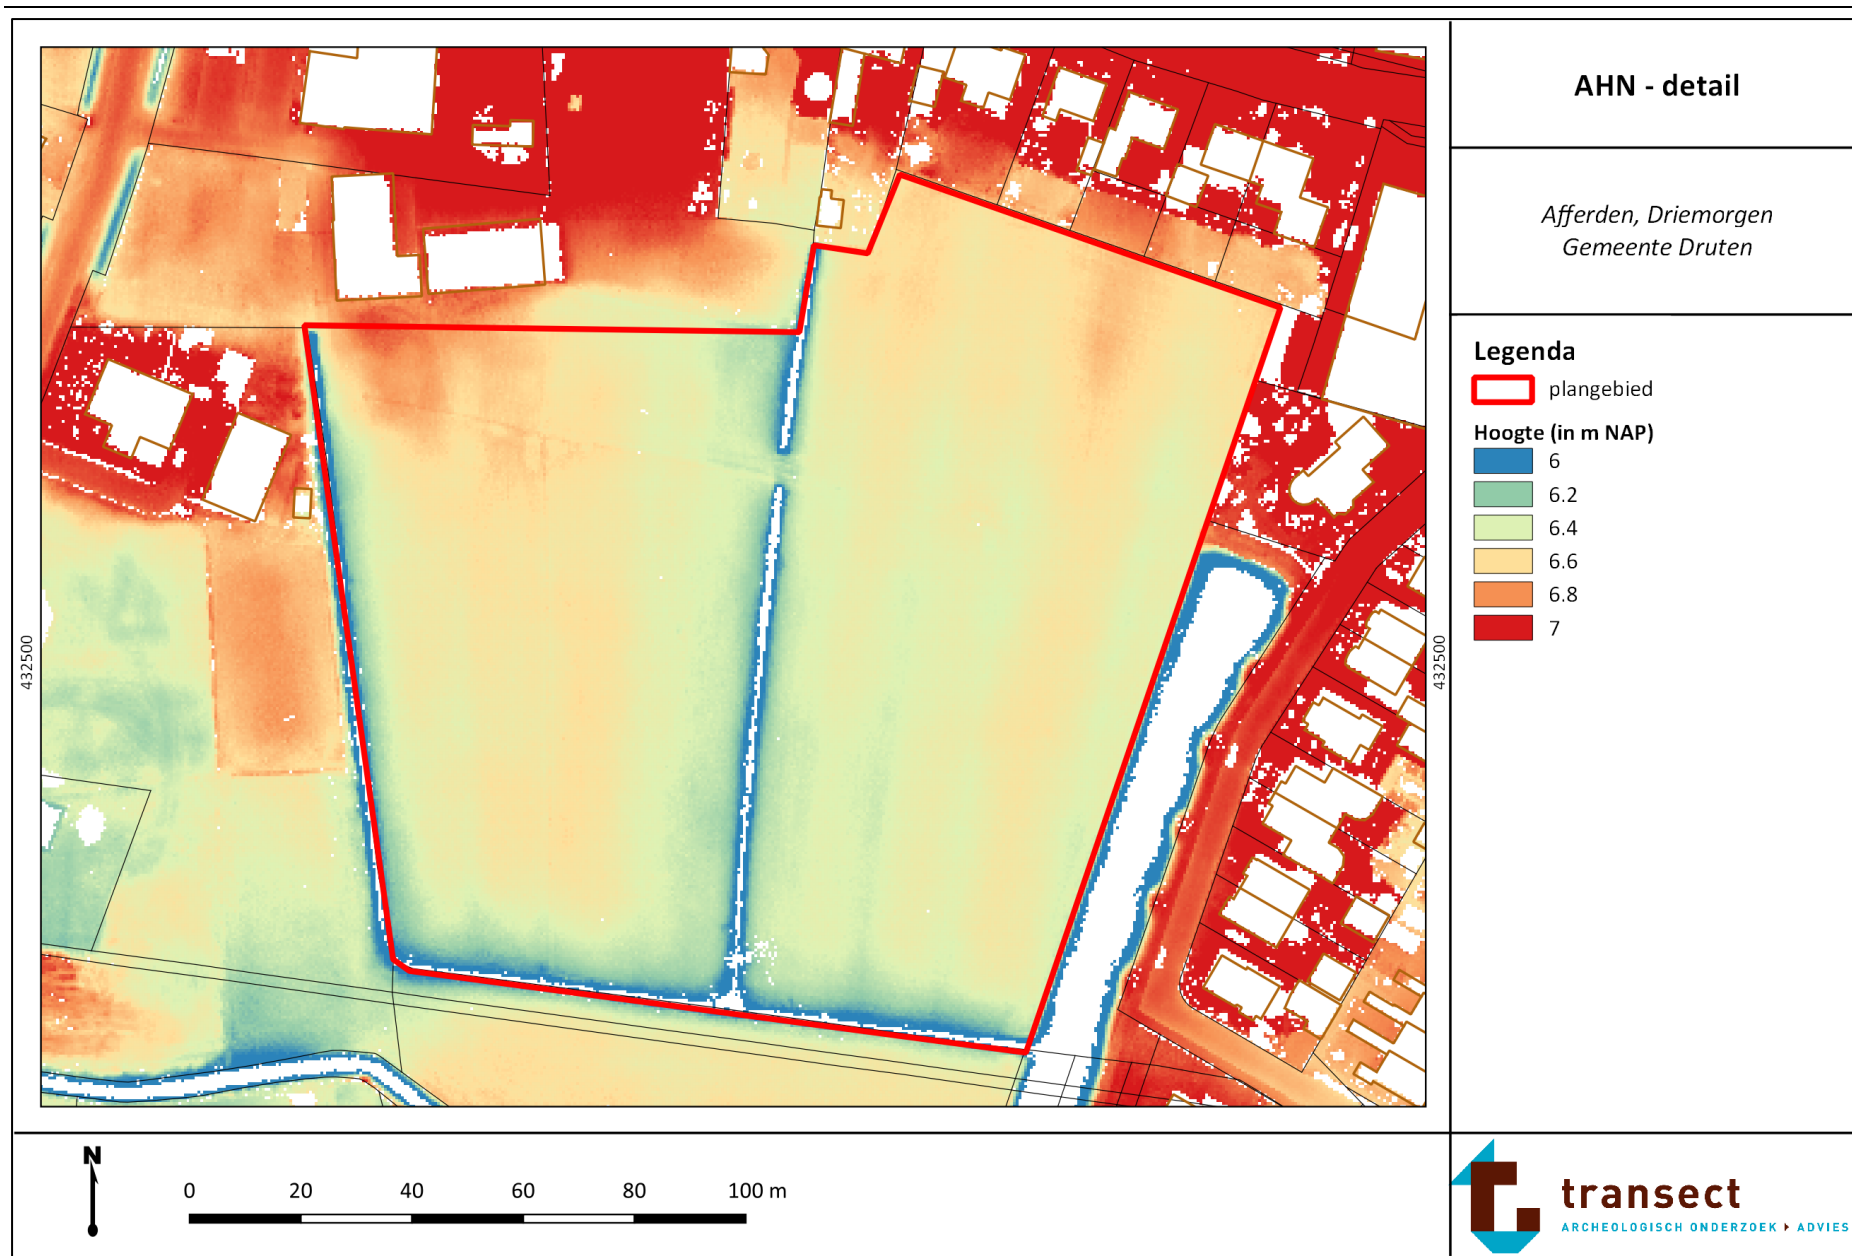 AHN - detail
Afferden, Driemorgen
Gemeente Druten
Legenda
plangebied
Hoogte (in m NAP)
6
6.2
6.4
6.6
6.8
7
432500
432500
N
0 20 40 60 80 100 m
transect
ARCHEOLOGISCH ONDERZOEK ▸ ADVIES